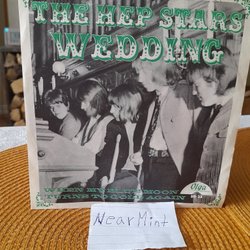 THE HEP STARS
WEDDING
WHEN MY BLUE MOON
TURNS TO GOLD AGAIN
Olga
Near Mint